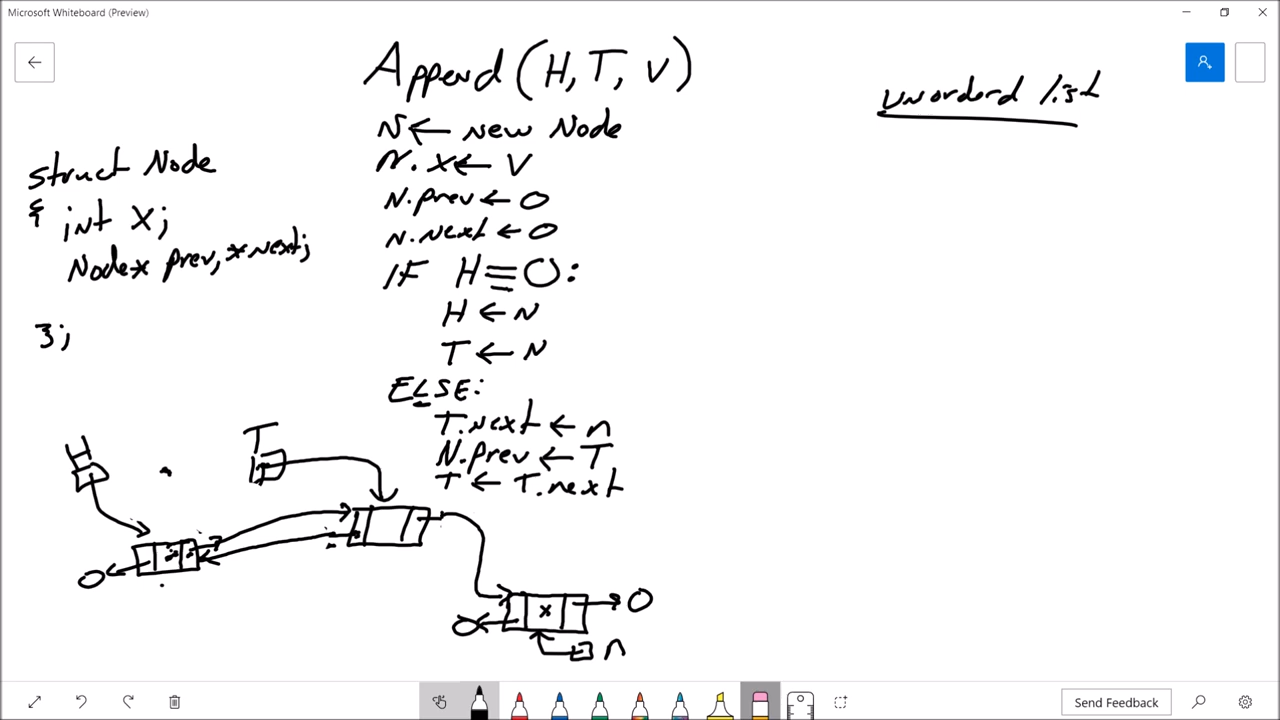 Microsoft Whiteboard (Preview)
Append (H, T, V)
N ← new Node
N.x ← V
N.prev ← 0
N.next ← 0
IF H ≡ 0:
H ← N
T ← N
ELSE:
T.next ← n
N.prev ← T
T ← T.next
unorderd list
struct Node
{ int x;
Node* prev, *next;
};
H
T
0
x
0
0
n
Send Feedback